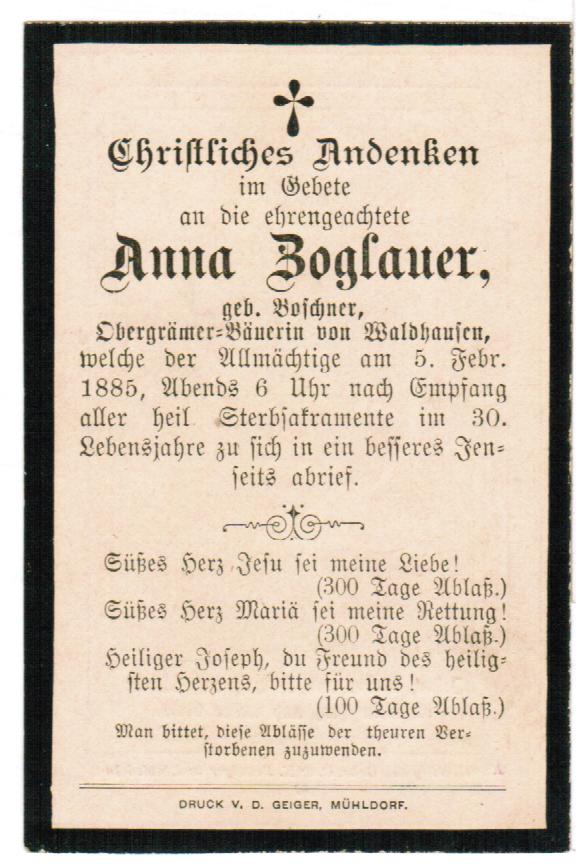 Christliches Andenken
im Gebete
an die ehrengeachtete
Anna Zoglauer,
geb. Boschner,
Obergrämer-Bäuerin von Waldhausen,
welche der Allmächtige am 5. Febr.
1885, Abends 6 Uhr nach Empfang
aller heil Sterbsakramente im 30.
Lebensjahre zu sich in ein besseres Jen-
seits abrief.
Süßes Herz Jesu sei meine Liebe!
(300 Tage Ablaß.)
Süßes Herz Mariä sei meine Rettung!
(300 Tage Ablaß.)
Heiliger Joseph, du Freund des heilig-
sten Herzens, bitte für uns!
(100 Tage Ablaß.)
Man bittet, diese Ablässe der theuren Ver-
storbenen zuzuwenden.
DRUCK V. D. GEIGER, MÜHLDORF.